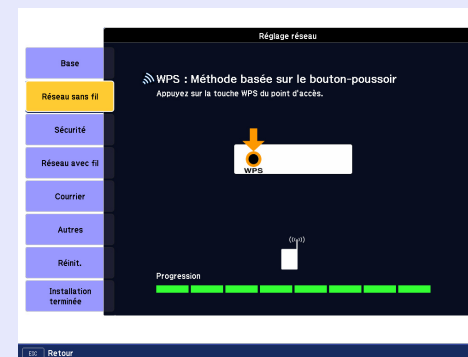 Réglage réseau
Base
Réseau sans fil
Sécurité
Réseau avec fil
Courrier
Autres
Réinit.
Installation
terminée
WPS : Méthode basée sur le bouton-poussoir
Appuyez sur la touche WPS du point d'accès.
WPS
Progression
ESC Retour